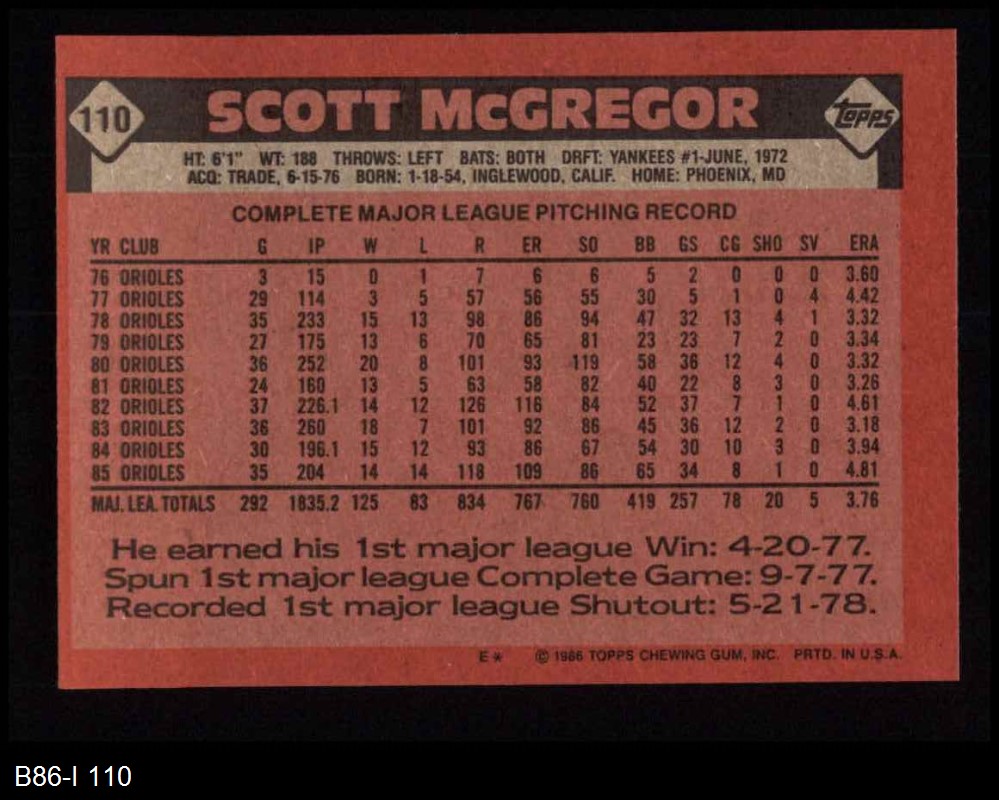 110
SCOTT McGREGOR
Topps
HT: 6'1" WT: 188 THROWS: LEFT BATS: BOTH DRFT: YANKEES #1-JUNE, 1972
ACQ: TRADE, 6-15-76 BORN: 1-18-54, INGLEWOOD, CALIF. HOME: PHOENIX, MD
COMPLETE MAJOR LEAGUE PITCHING RECORD
YR CLUB G IP W L R ER SO BB GS CG SHO SV ERA
76 ORIOLES 3 15 0 1 7 6 6 5 2 0 0 0 3.60
77 ORIOLES 29 114 3 5 57 56 55 30 5 1 0 4 4.42
78 ORIOLES 35 233 15 13 98 86 94 47 32 13 4 1 3.32
79 ORIOLES 27 175 13 6 70 65 81 23 23 7 2 0 3.34
80 ORIOLES 36 252 20 8 101 93 119 58 36 12 4 0 3.32
81 ORIOLES 24 160 13 5 63 58 82 40 22 8 3 0 3.26
82 ORIOLES 37 226.1 14 12 126 116 84 52 37 7 1 0 4.61
83 ORIOLES 36 260 18 7 101 92 86 45 36 12 2 0 3.18
84 ORIOLES 30 196.1 15 12 93 86 67 54 30 10 3 0 3.94
85 ORIOLES 35 204 14 14 118 109 86 65 34 8 1 0 4.81
MAJ. LEA. TOTALS 292 1835.2 125 83 834 767 760 419 257 78 20 5 3.76
He earned his 1st major league Win: 4-20-77.
Spun 1st major league Complete Game: 9-7-77.
Recorded 1st major league Shutout: 5-21-78.
E* © 1986 TOPPS CHEWING GUM, INC. PRTD. IN U.S.A.
B86-I 110